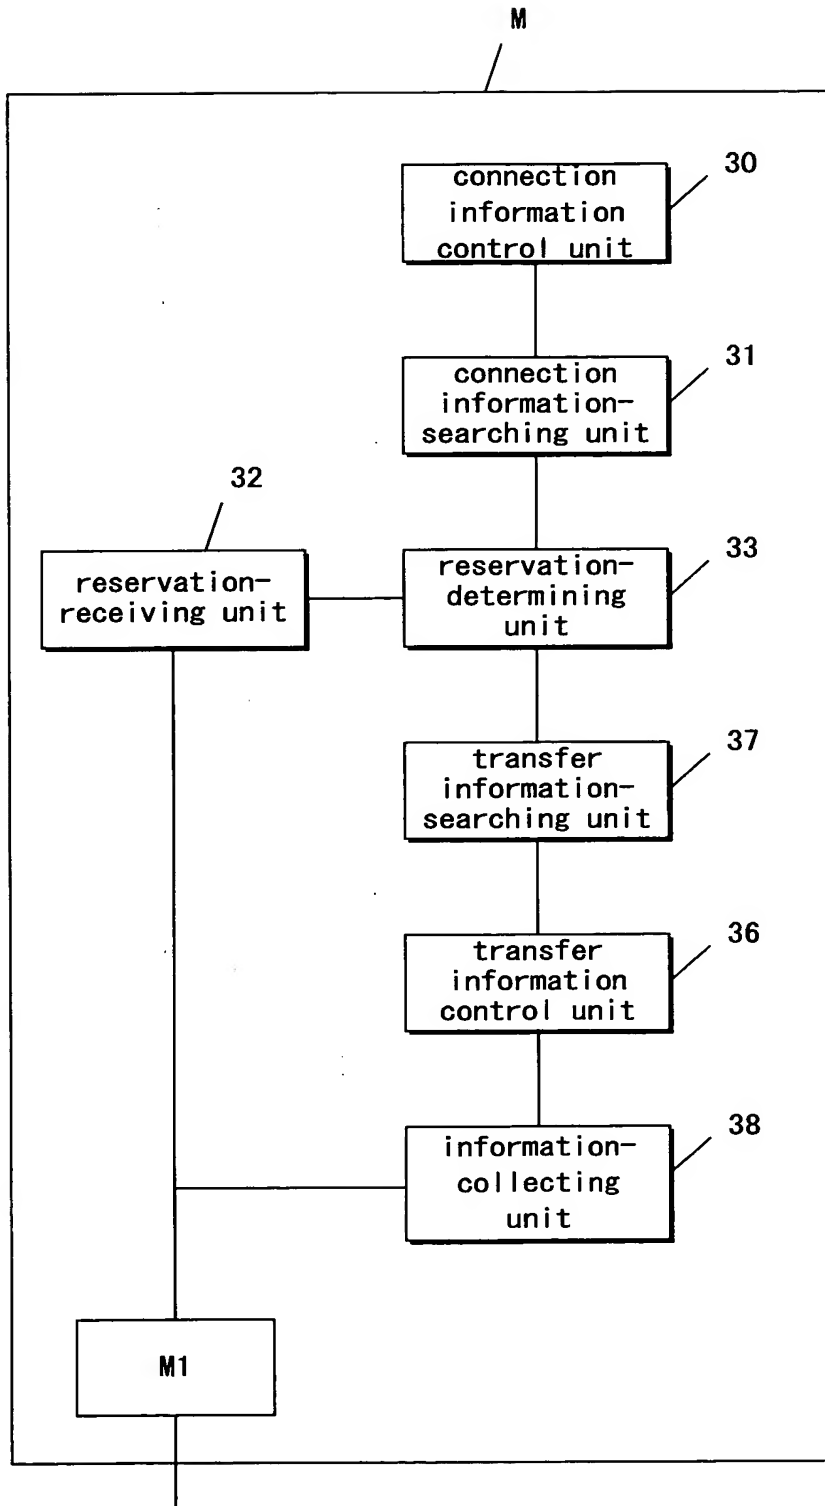 M
connection
information
control unit
30
connection
information-
searching unit
31
32
reservation-
receiving unit
reservation-
determining
unit
33
transfer
information-
searching unit
37
transfer
information
control unit
36
information-
collecting
unit
38
M1